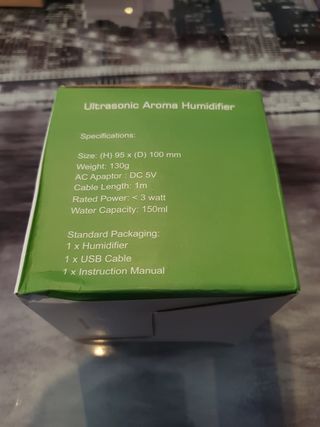 Ultrasonic Aroma Humidifier
Specifications:
Size: (H) 95 x (D) 100 mm
Weight: 130g
AC Apaptor : DC 5V
Cable Length: 1m
Rated Power: < 3 watt
Water Capacity: 150ml
Standard Packaging:
1 x Humidifier
1 x USB Cable
1 x Instruction Manual